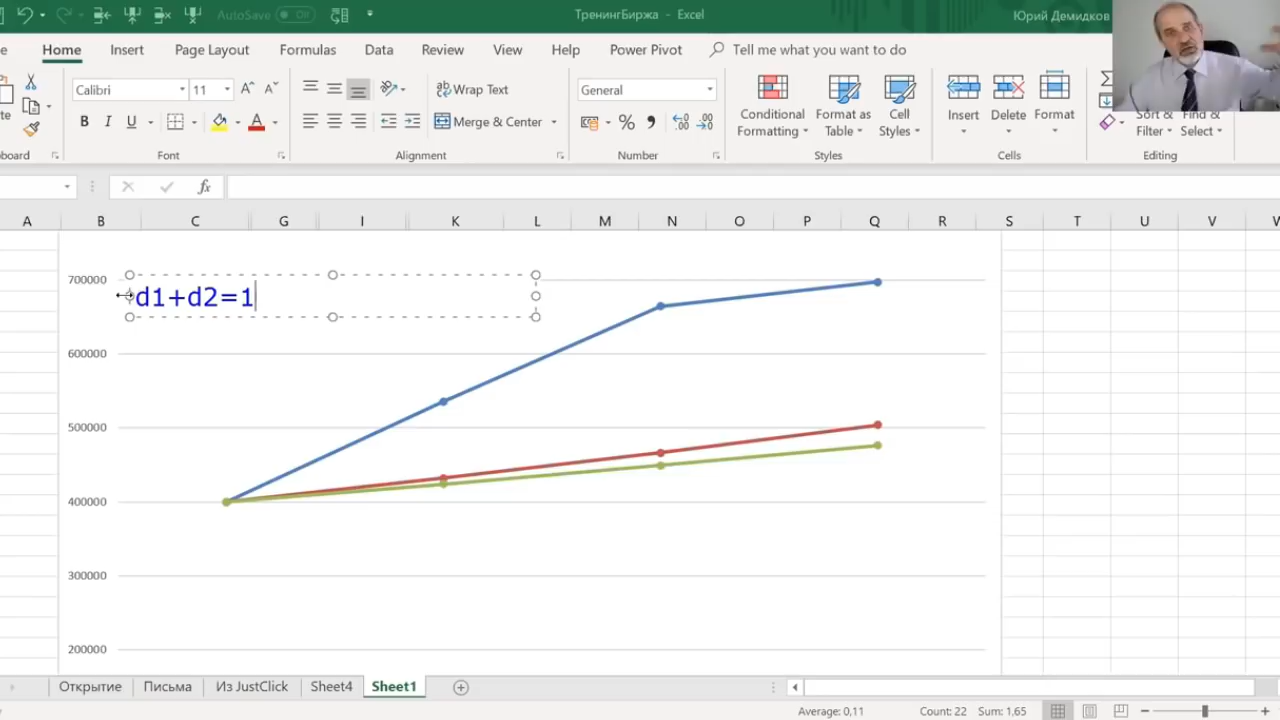 AutoSave Off
ТренингБиржа - Excel
Юрий Демидков
Home Insert Page Layout Formulas Data Review View Help Power Pivot Tell me what you want to do
Calibri 11
Wrap Text
General
B I U
Merge & Center
Conditional Formatting
Format as Table
Cell Styles
Insert Delete Format
Sort & Filter
Find & Select
board Font Alignment Number Styles Cells Editing
fx
A B C G I K L M N O P Q R S T U V W
700000
d1+d2=1
600000
500000
400000
300000
200000
Открытие Письма Из JustClick Sheet4 Sheet1
Average: 0,11 Count: 22 Sum: 1,65